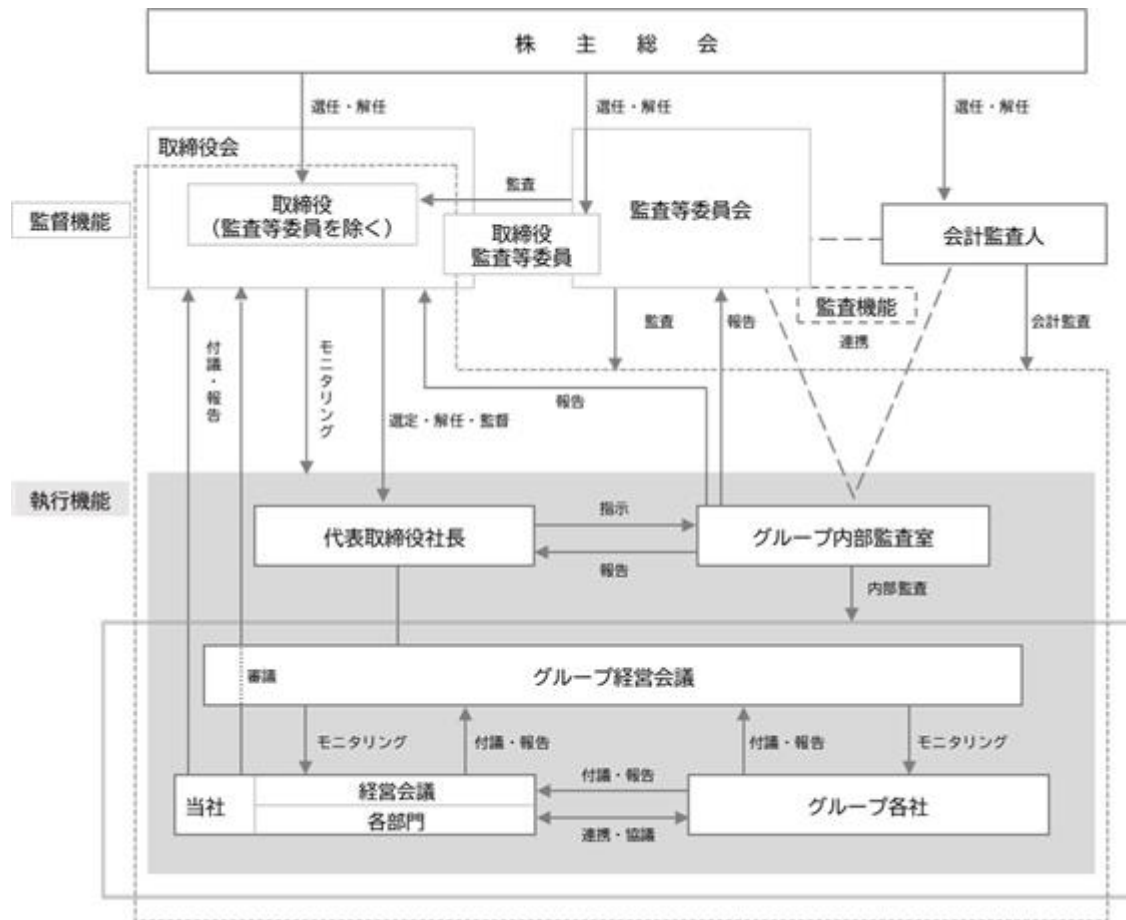 株主総会
選任・解任
選任・解任
選任・解任
取締役会
監査
取締役
（監査等委員を除く）
監査等委員会
監督機能
取締役
監査等委員
会計監査人
監査機能
連携
監査
報告
会計監査
付議・報告
モニタリング
報告
選定・解任・監督
執行機能
代表取締役社長
指示
報告
グループ内部監査室
内部監査
審議
グループ経営会議
モニタリング
付議・報告
付議・報告
モニタリング
当社
経営会議
各部門
付議・報告
連携・協議
グループ各社